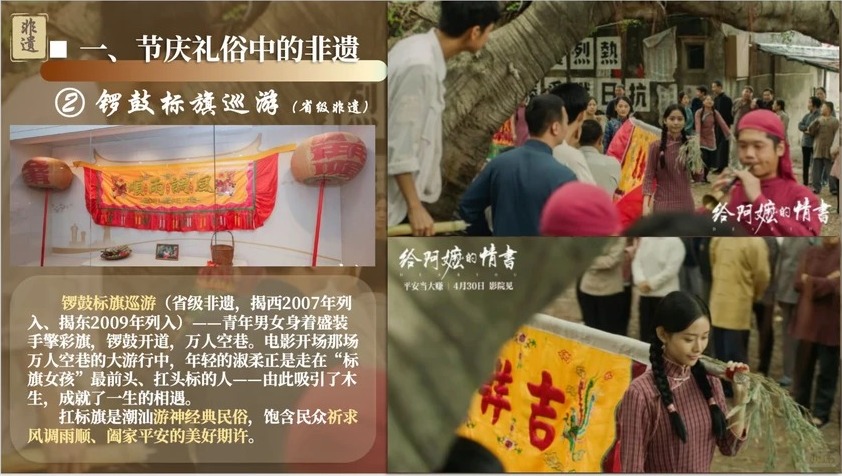 非遗
一、节庆礼俗中的非遗
② 锣鼓标旗巡游（省级非遗）
锣鼓标旗巡游（省级非遗，揭西2007年列
入、揭东2009年列入）——青年男女身着盛装
手擎彩旗，锣鼓开道，万人空巷。电影开场那场
万人空巷的大游行中，年轻的淑柔正是走在“标
旗女孩”最前头、扛头标的人——由此吸引了木
生，成就了一生的相遇。
扛标旗是潮汕游神经典民俗，饱含民众祈求
风调雨顺、阖家平安的美好期许。
烈熱
给阿嬷的情书
给阿嬷的情书
平安当大赚 | 4月30日 影院见
祥吉